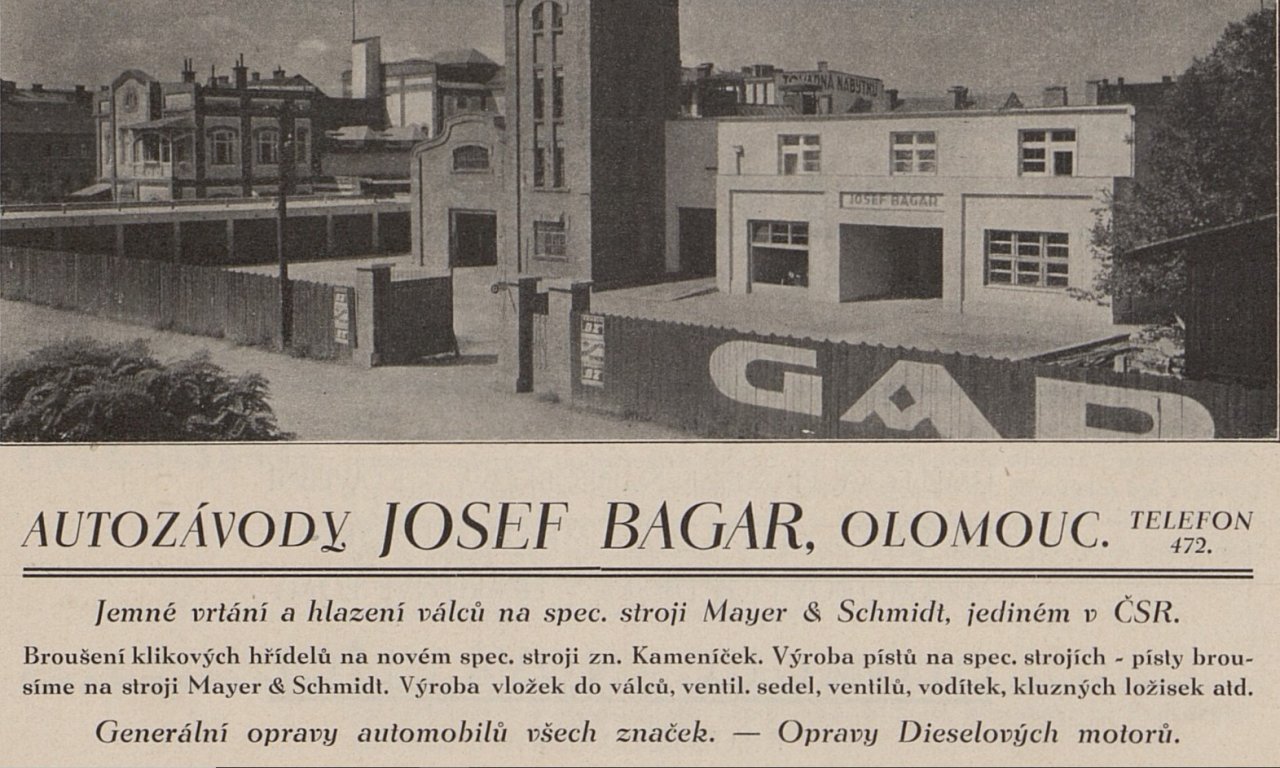 TOVÁRNA NÁBYTKU
JOSEF BAGAR
GAR
AUTOZÁVODY JOSEF BAGAR, OLOMOUC. TELEFON
472.
Jemné vrtání a hlazení válců na spec. stroji Mayer & Schmidt, jediném v ČSR.
Broušení klikových hřídelů na novém spec. stroji zn. Kameníček. Výroba pístů na spec. strojích - písty brou-
síme na stroji Mayer & Schmidt. Výroba vložek do válců, ventil. sedel, ventilů, vodítek, kluzných ložisek atd.
Generální opravy automobilů všech značek. — Opravy Dieselových motorů.